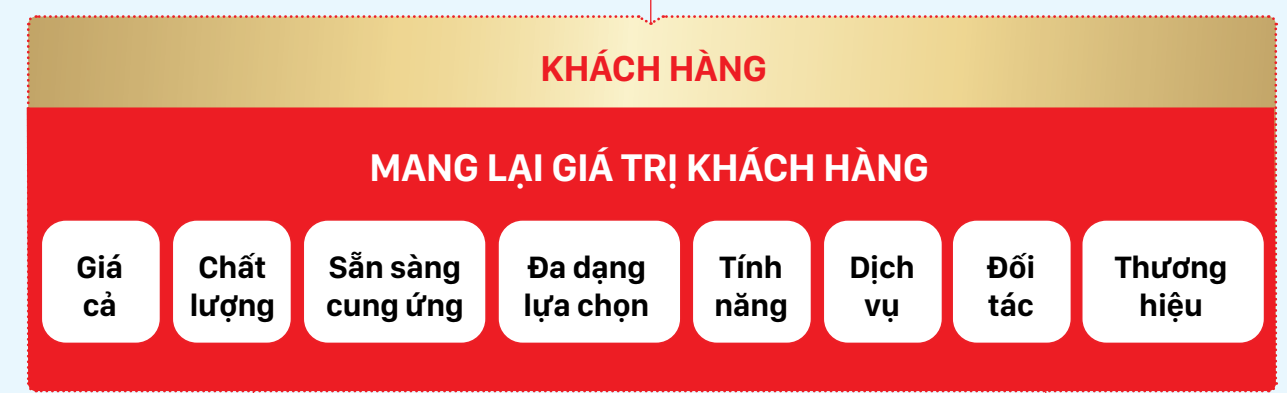 KHÁCH HÀNG
MANG LẠI GIÁ TRỊ KHÁCH HÀNG
Giá
cả
Chất
lượng
Sẵn sàng
cung ứng
Đa dạng
lựa chọn
Tính
năng
Dịch
vụ
Đối
tác
Thương
hiệu